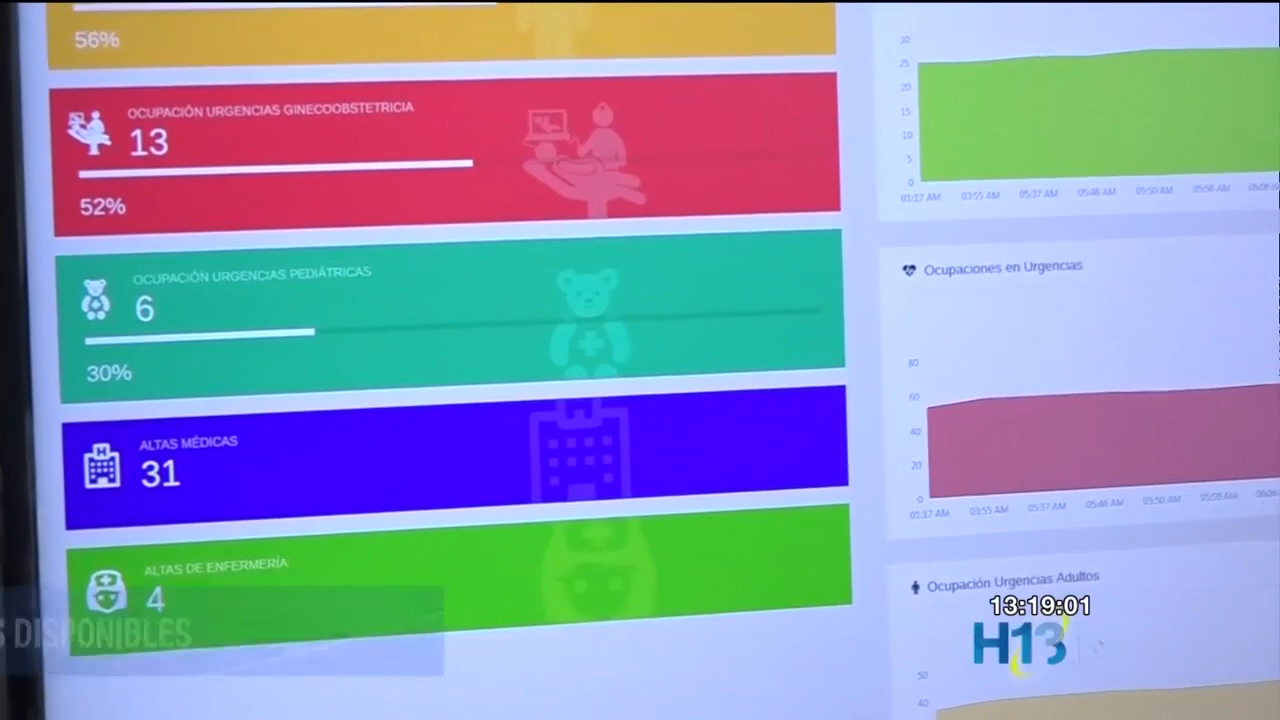 56%
OCUPACIÓN URGENCIAS GINECOOBSTETRICIA
13
52%
OCUPACIÓN URGENCIAS PEDIÁTRICAS
6
30%
ALTAS MÉDICAS
31
ALTAS DE ENFERMERÍA
4
DISPONIBLES
30
25
20
15
10
5
0
01:17 AM 03:55 AM 05:37 AM 05:46 AM 05:50 AM 05:56 AM
Ocupaciones en Urgencias
80
60
40
20
0
01:17 AM 03:55 AM 05:37 AM 05:46 AM 05:50 AM
Ocupación Urgencias Adultos
50
40
13:19:01
H13